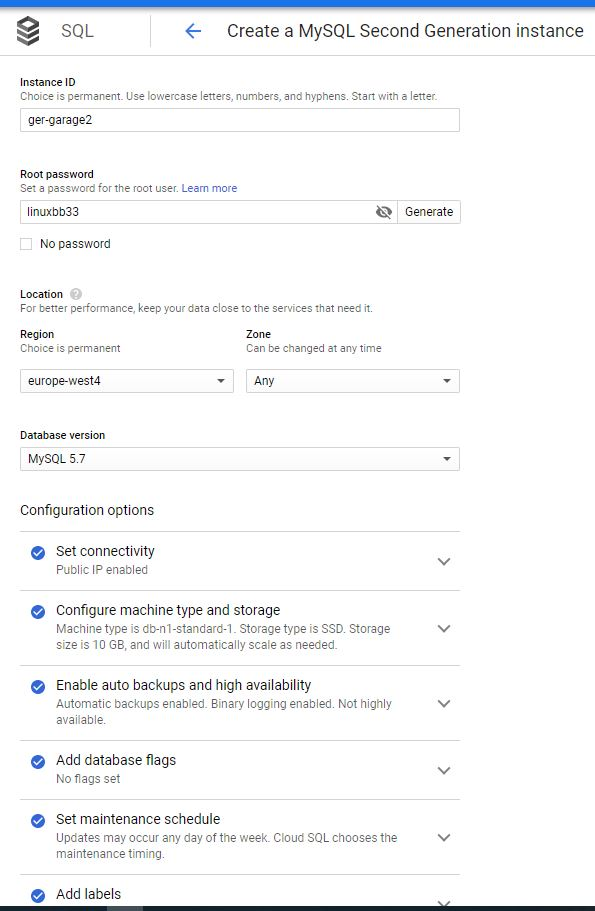 SQL
Create a MySQL Second Generation instance
Instance ID
Choice is permanent. Use lowercase letters, numbers, and hyphens. Start with a letter.
ger-garage2
Root password
Set a password for the root user. Learn more
linuxbb33
Generate
No password
Location
For better performance, keep your data close to the services that need it.
Region
Choice is permanent
europe-west4
Zone
Can be changed at any time
Any
Database version
MySQL 5.7
Configuration options
Set connectivity
Public IP enabled
Configure machine type and storage
Machine type is db-n1-standard-1. Storage type is SSD. Storage
size is 10 GB, and will automatically scale as needed.
Enable auto backups and high availability
Automatic backups enabled. Binary logging enabled. Not highly
available.
Add database flags
No flags set
Set maintenance schedule
Updates may occur any day of the week. Cloud SQL chooses the
maintenance timing.
Add labels